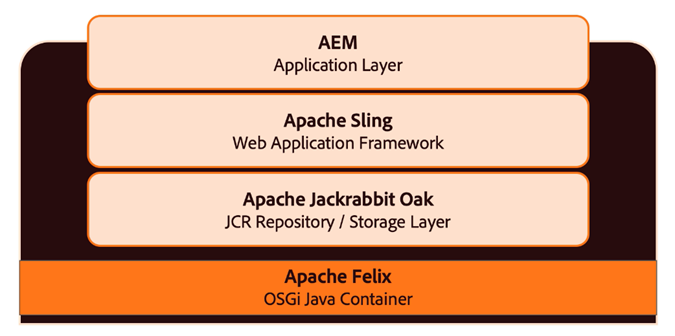 AEM
Application Layer
Apache Sling
Web Application Framework
Apache Jackrabbit Oak
JCR Repository / Storage Layer
Apache Felix
OSGi Java Container